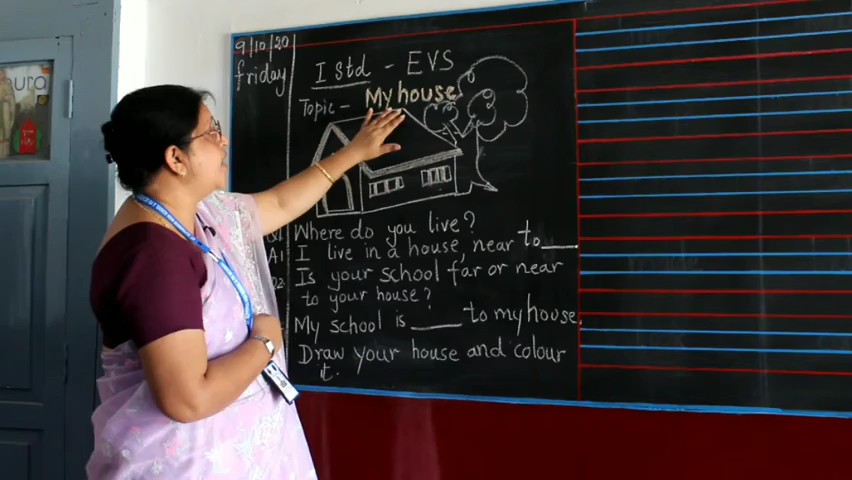 9/10/20
friday
I Std - EVS
Topic - My house
Where do you live?
A1 I live in a house, near to___
Is your school far or near
to your house?
My school is ____ to my house.
Draw your house and colour
it.